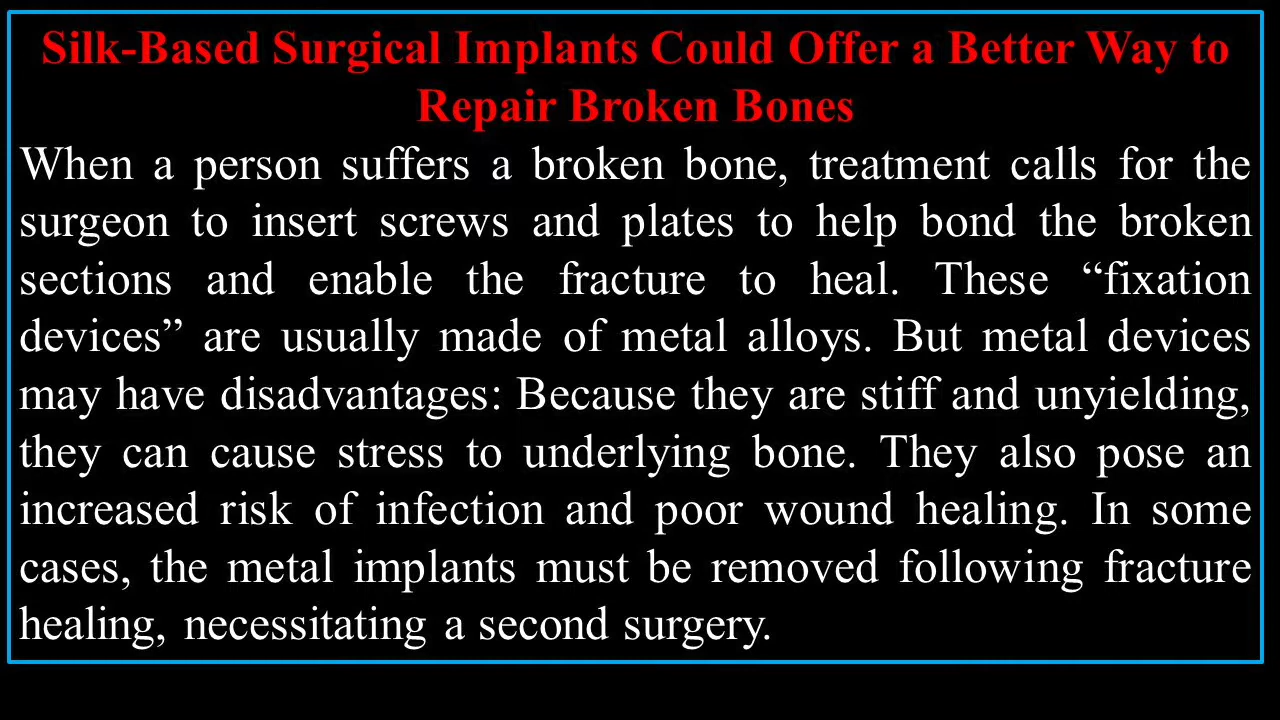 Silk-Based Surgical Implants Could Offer a Better Way to
Repair Broken Bones
When a person suffers a broken bone, treatment calls for the
surgeon to insert screws and plates to help bond the broken
sections and enable the fracture to heal. These “fixation
devices” are usually made of metal alloys. But metal devices
may have disadvantages: Because they are stiff and unyielding,
they can cause stress to underlying bone. They also pose an
increased risk of infection and poor wound healing. In some
cases, the metal implants must be removed following fracture
healing, necessitating a second surgery.